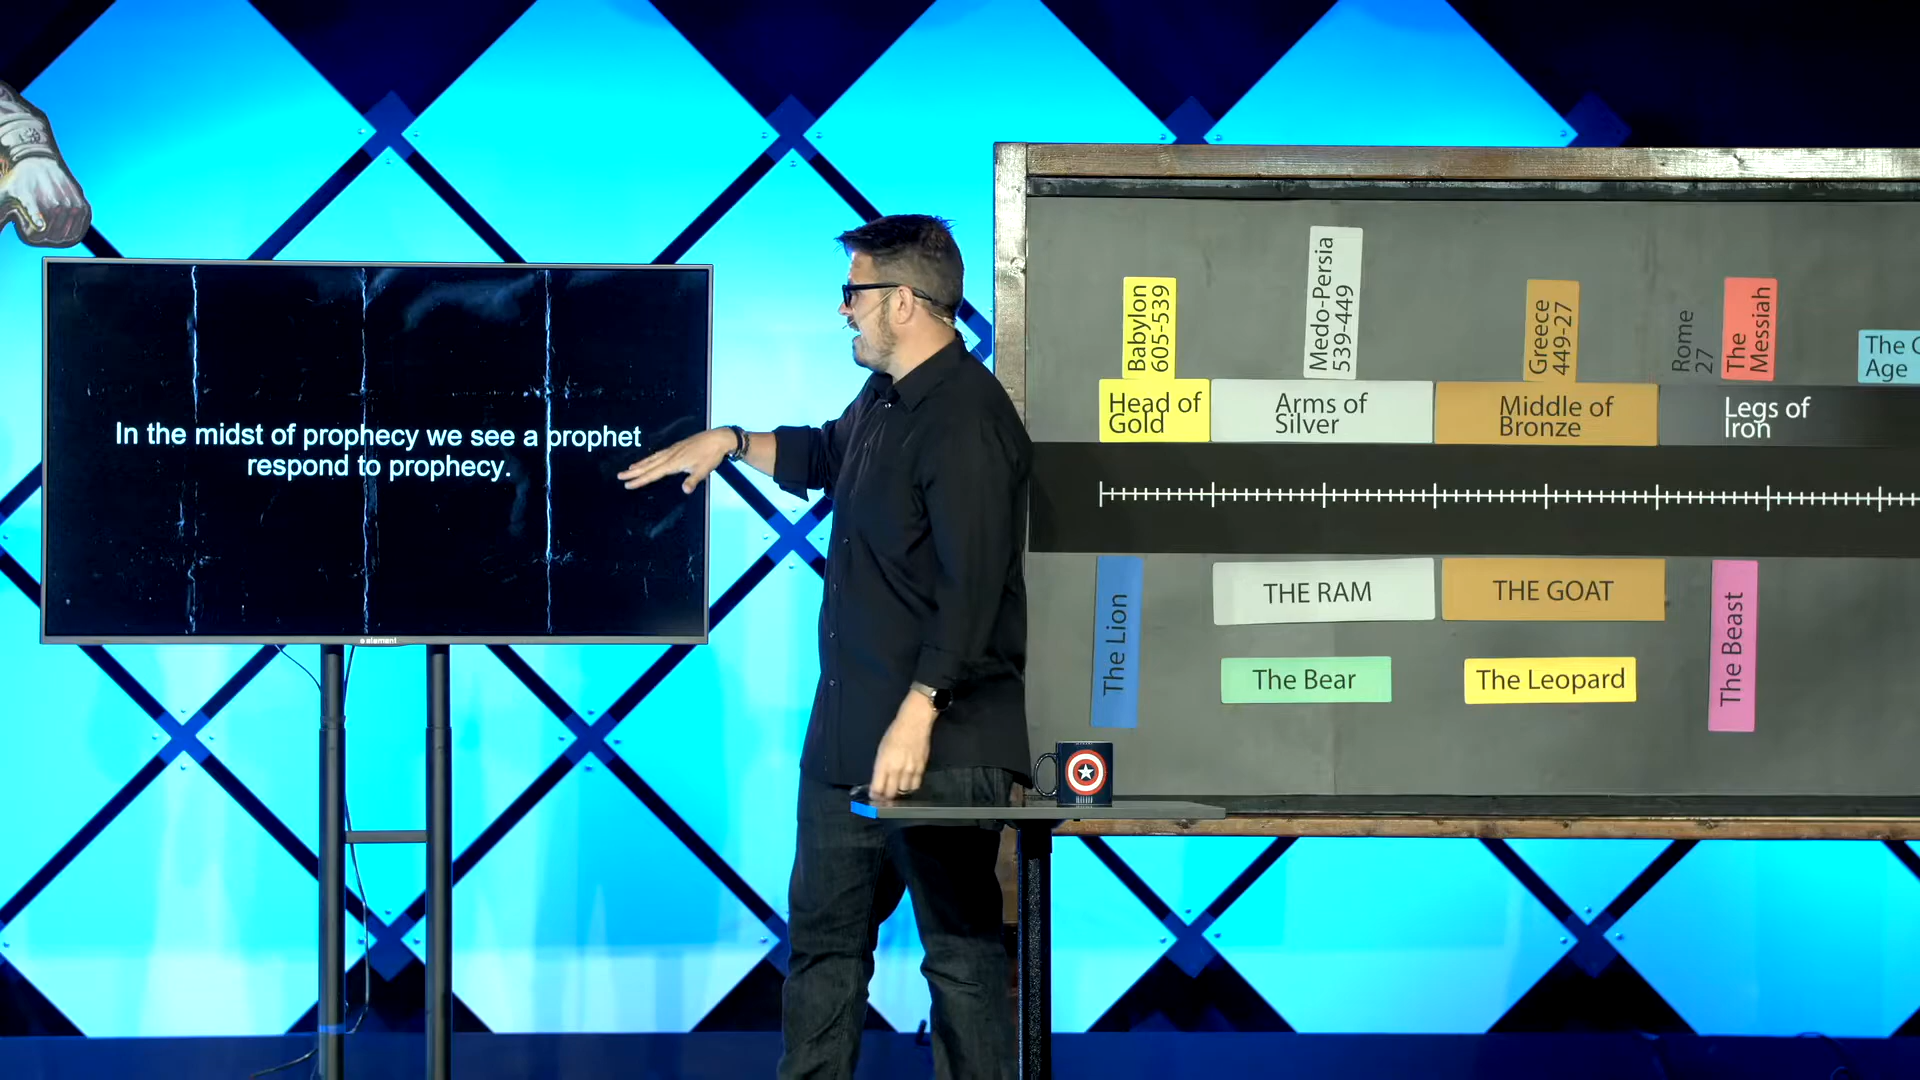 In the midst of prophecy we see a prophet
respond to prophecy.
element
Babylon
605-539
Medo-Persia
539-449
Greece
449-27
Rome
27
The
Messiah
The C
Age
Head of
Gold
Arms of
Silver
Middle of
Bronze
Legs of
Iron
The Lion
THE RAM
THE GOAT
The Beast
The Bear
The Leopard